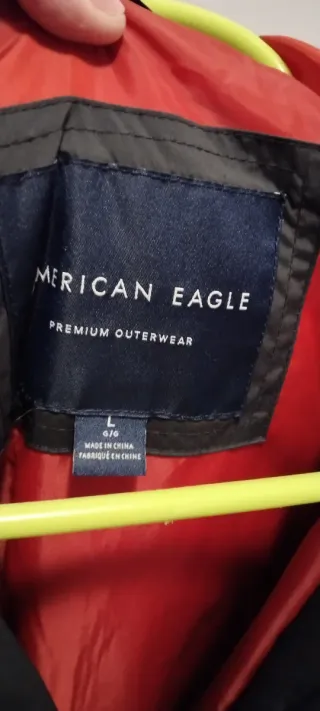 MERICAN EAGLE
PREMIUM OUTERWEAR
L
G/G
MADE IN CHINA
FABRIQUÉ EN CHINE